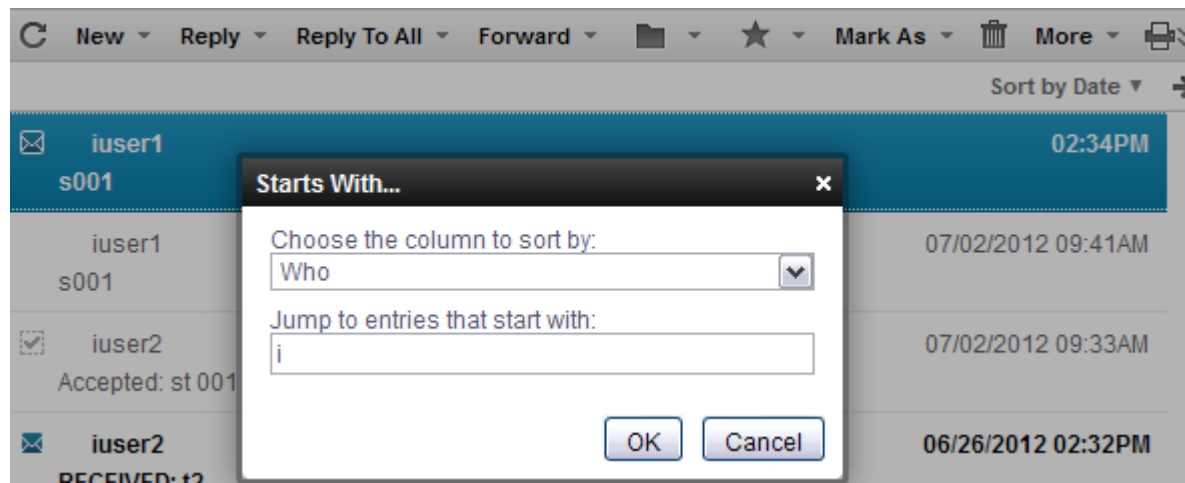 New Reply Reply To All Forward Mark As More
Sort by Date
iuser1 02:34PM
s001
Starts With...
Choose the column to sort by:
Who
Jump to entries that start with:
i
OK Cancel
iuser1 07/02/2012 09:41AM
s001
iuser2 07/02/2012 09:33AM
Accepted: st 001
iuser2 06/26/2012 02:32PM
RECEIVED: t2